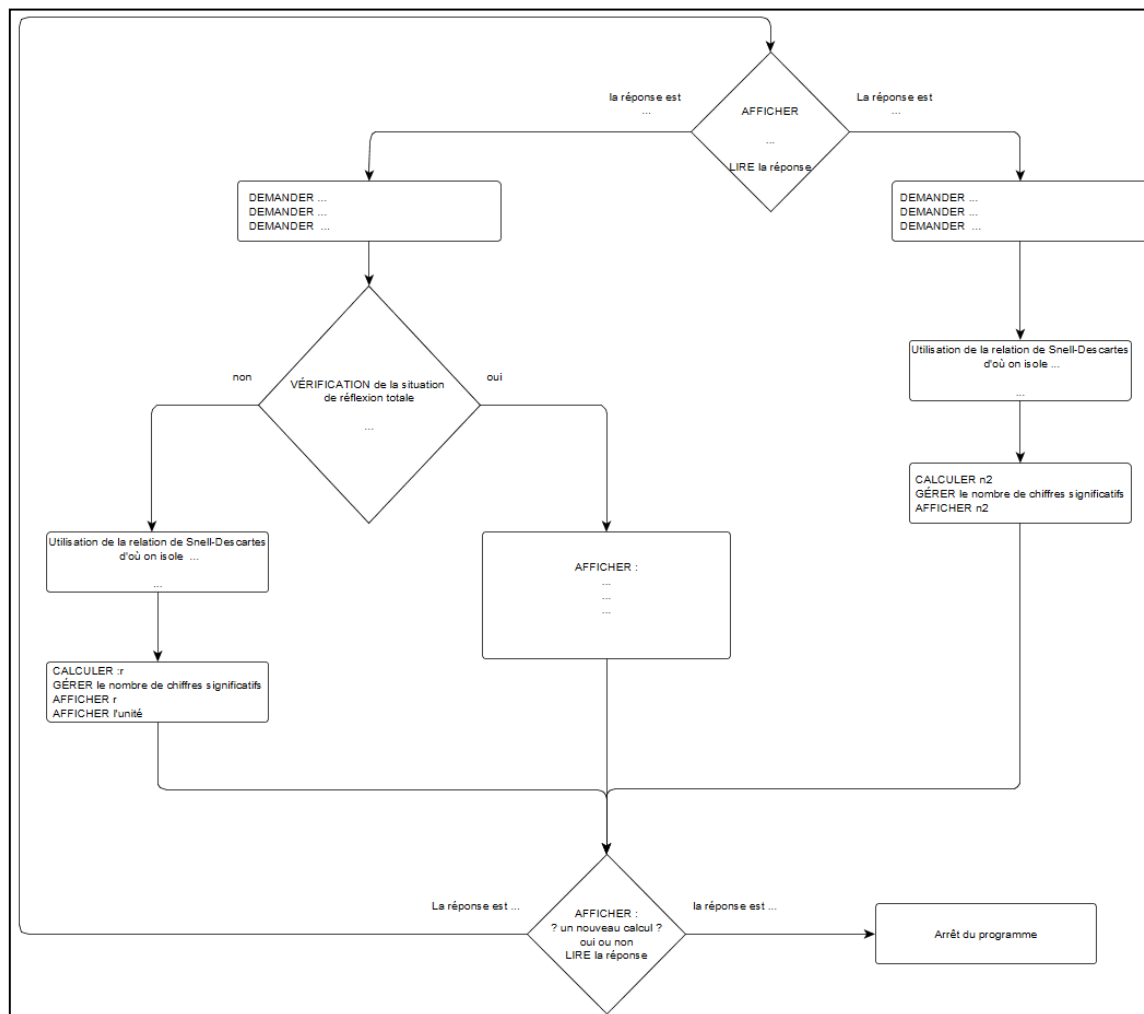 la réponse est
...
La réponse est
...
AFFICHER
...
LIRE la réponse
DEMANDER ...
DEMANDER ...
DEMANDER  ...
DEMANDER ...
DEMANDER ...
DEMANDER ...
non
VÉRIFICATION de la situation
de réflexion totale
...
oui
Utilisation de la relation de Snell-Descartes
d'où on isole ...
...
CALCULER n2
GÉRER le nombre de chiffres significatifs
AFFICHER n2
Utilisation de la relation de Snell-Descartes
d'où on isole  ...
...
AFFICHER :
...
...
...
CALCULER :r
GÉRER le nombre de chiffres significatifs
AFFICHER r
AFFICHER l'unité
La réponse est ...
AFFICHER :
? un nouveau calcul ?
oui ou non
LIRE la réponse
la réponse est ...
Arrêt du programme